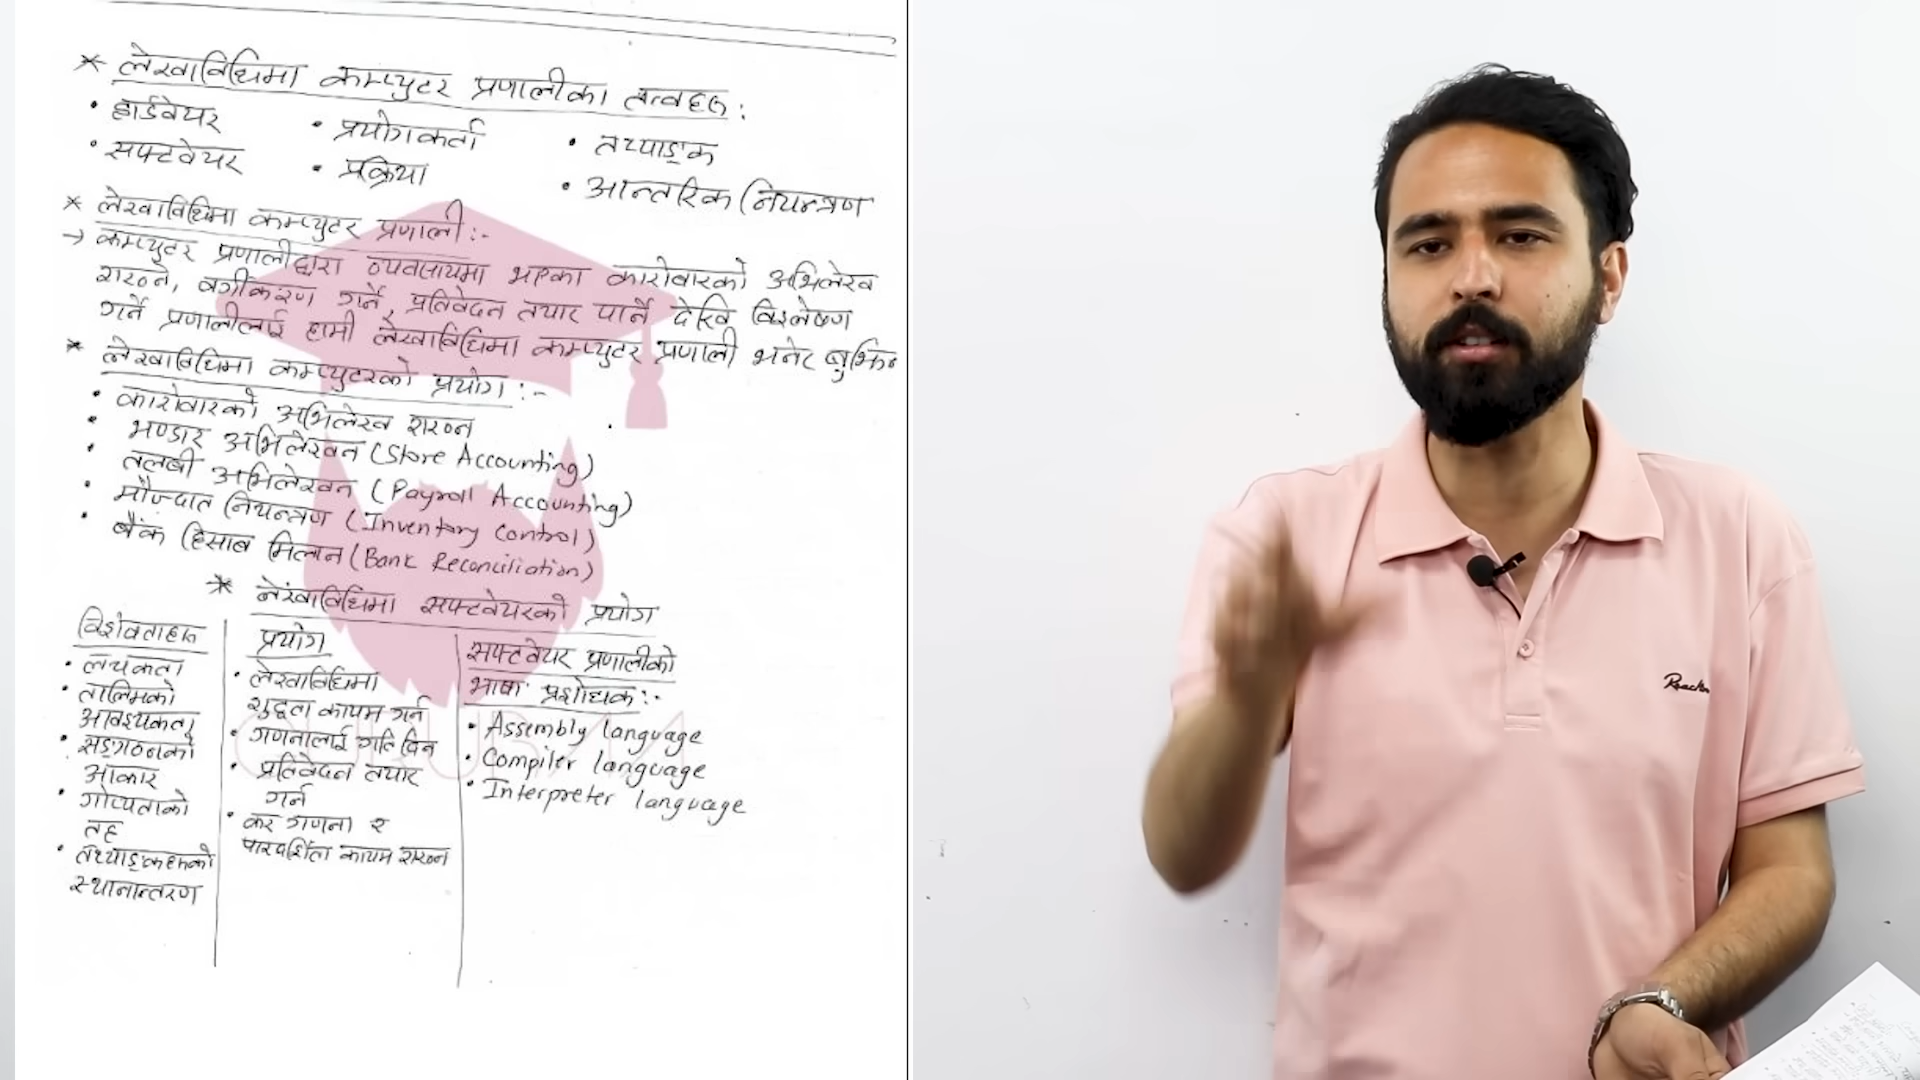 * लेखाविधिमा कम्प्युटर प्रणालीका तत्वहरु:
• हार्डवेयर • प्रयोगकर्ता • तथ्याङ्क
• सफ्टवेयर • प्रक्रिया • आन्तरिक नियन्त्रण
* लेखाविधिमा कम्प्युटर प्रणाली:-
→ कम्प्युटर प्रणालीद्वारा व्यवसायमा भएका कारोवारको अभिलेख
राख्ने, वर्गीकरण गर्ने, प्रतिवेदन तयार पार्ने देखि विश्लेषण
गर्ने प्रणालीलाई हामी लेखाविधिमा कम्प्युटर प्रणाली भनेर बुझिन
* लेखाविधिमा कम्प्युटरको प्रयोग:-
• कारोवारको अभिलेख राख्न
• भण्डार अभिलेखन (Store Accounting)
• तलबी अभिलेखन (Payroll Accounting)
• मौज्दात नियन्त्रण (Inventory Control)
• बैंक हिसाब मिलान (Bank Reconciliation)
* लेखाविधिमा सफ्टवेयरको प्रयोग
विशेषताहरु
• लचकता
• तालिमको
आवश्यकता
• सङ्गठनको
आकार
• गोप्यताको
तह
• तथ्याङ्कहरुको
स्थानान्तरण
प्रयोग
• लेखाविधिमा
शुद्धता कायम गर्न
• गणनालाई गति दिन
• प्रतिवेदन तयार
गर्न
• कर गणना र
पारदर्शिता कायम राख्न
सफ्टवेयर प्रणालीको
भाषा प्रशोधक:-
• Assembly language
• Compiler language
• Interpreter language